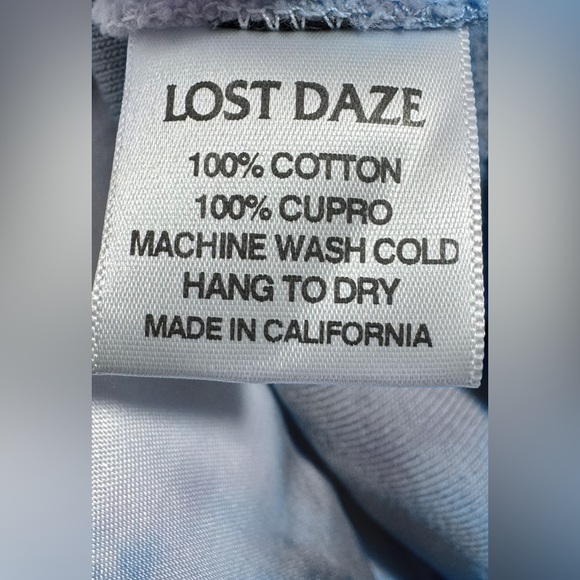 LOST DAZE
100% COTTON
100% CUPRO
MACHINE WASH COLD
HANG TO DRY
MADE IN CALIFORNIA